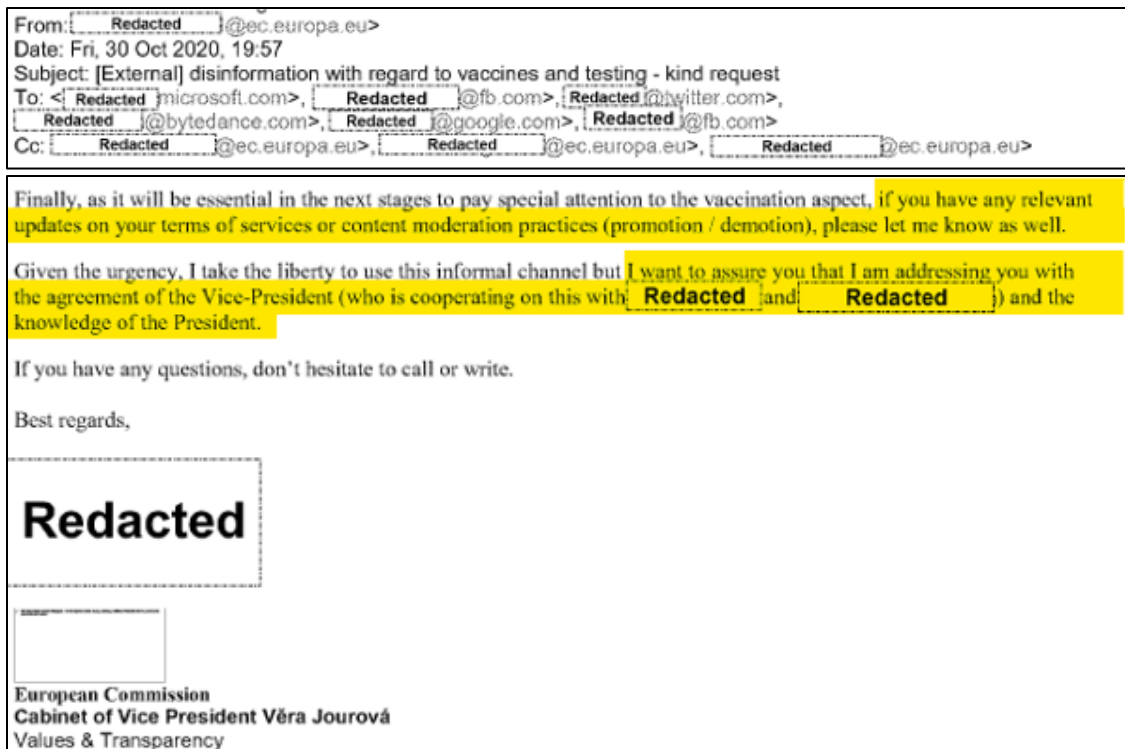 From: Redacted @ec.europa.eu>
Date: Fri, 30 Oct 2020, 19:57
Subject: [External] disinformation with regard to vaccines and testing - kind request
To: < Redacted microsoft.com>, Redacted @fb.com>, Redacted @twitter.com>,
Redacted @bytedance.com>, Redacted @google.com>, Redacted @fb.com>
Cc: Redacted @ec.europa.eu>, Redacted @ec.europa.eu>, Redacted @ec.europa.eu>
Finally, as it will be essential in the next stages to pay special attention to the vaccination aspect, if you have any relevant
updates on your terms of services or content moderation practices (promotion / demotion), please let me know as well.
Given the urgency, I take the liberty to use this informal channel but I want to assure you that I am addressing you with
the agreement of the Vice-President (who is cooperating on this with Redacted and Redacted ) and the
knowledge of the President.
If you have any questions, don't hesitate to call or write.
Best regards,
Redacted
European Commission
Cabinet of Vice President Věra Jourová
Values & Transparency